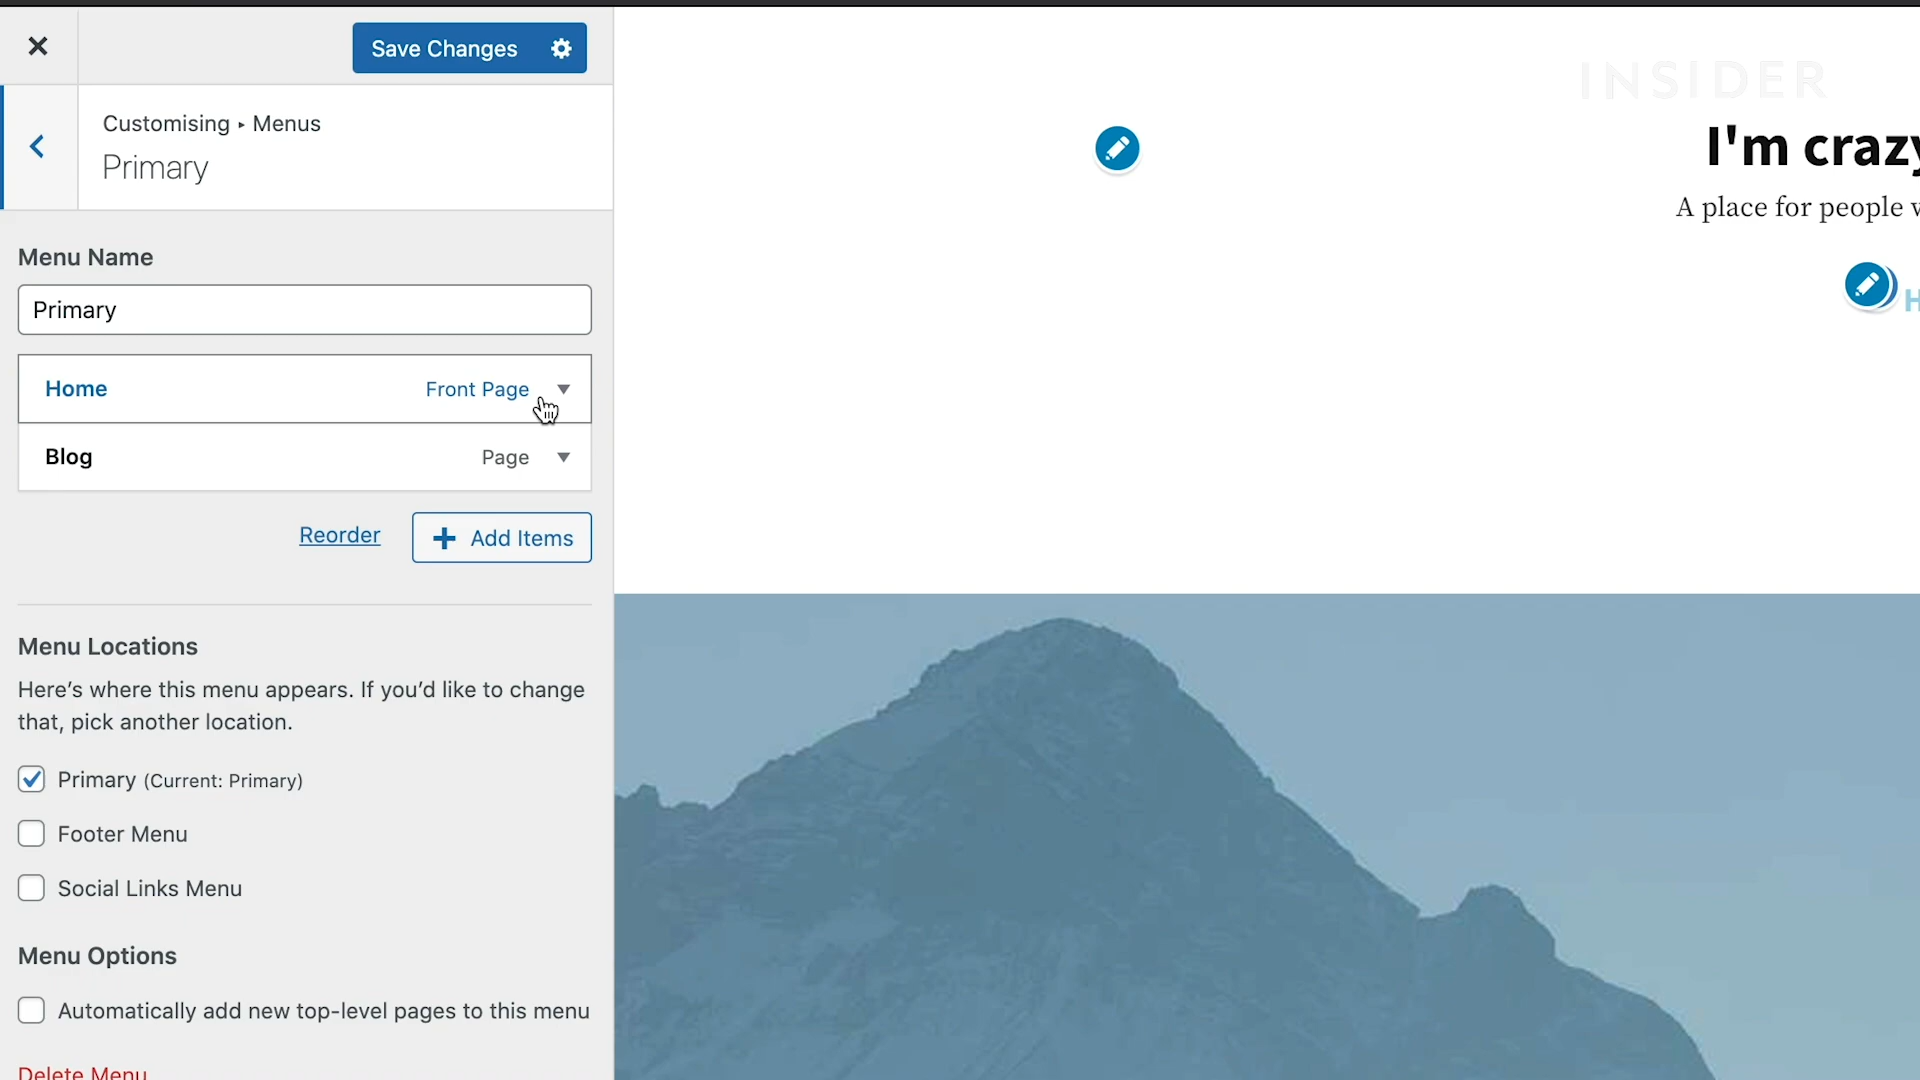 Save Changes
INSIDER
Customising ▸ Menus
Primary
I'm crazy
A place for people
Menu Name
Primary
H
Home Front Page
Blog Page
Reorder
Add Items
Menu Locations
Here’s where this menu appears. If you’d like to change
that, pick another location.
Primary (Current: Primary)
Footer Menu
Social Links Menu
Menu Options
Automatically add new top-level pages to this menu
Delete Menu